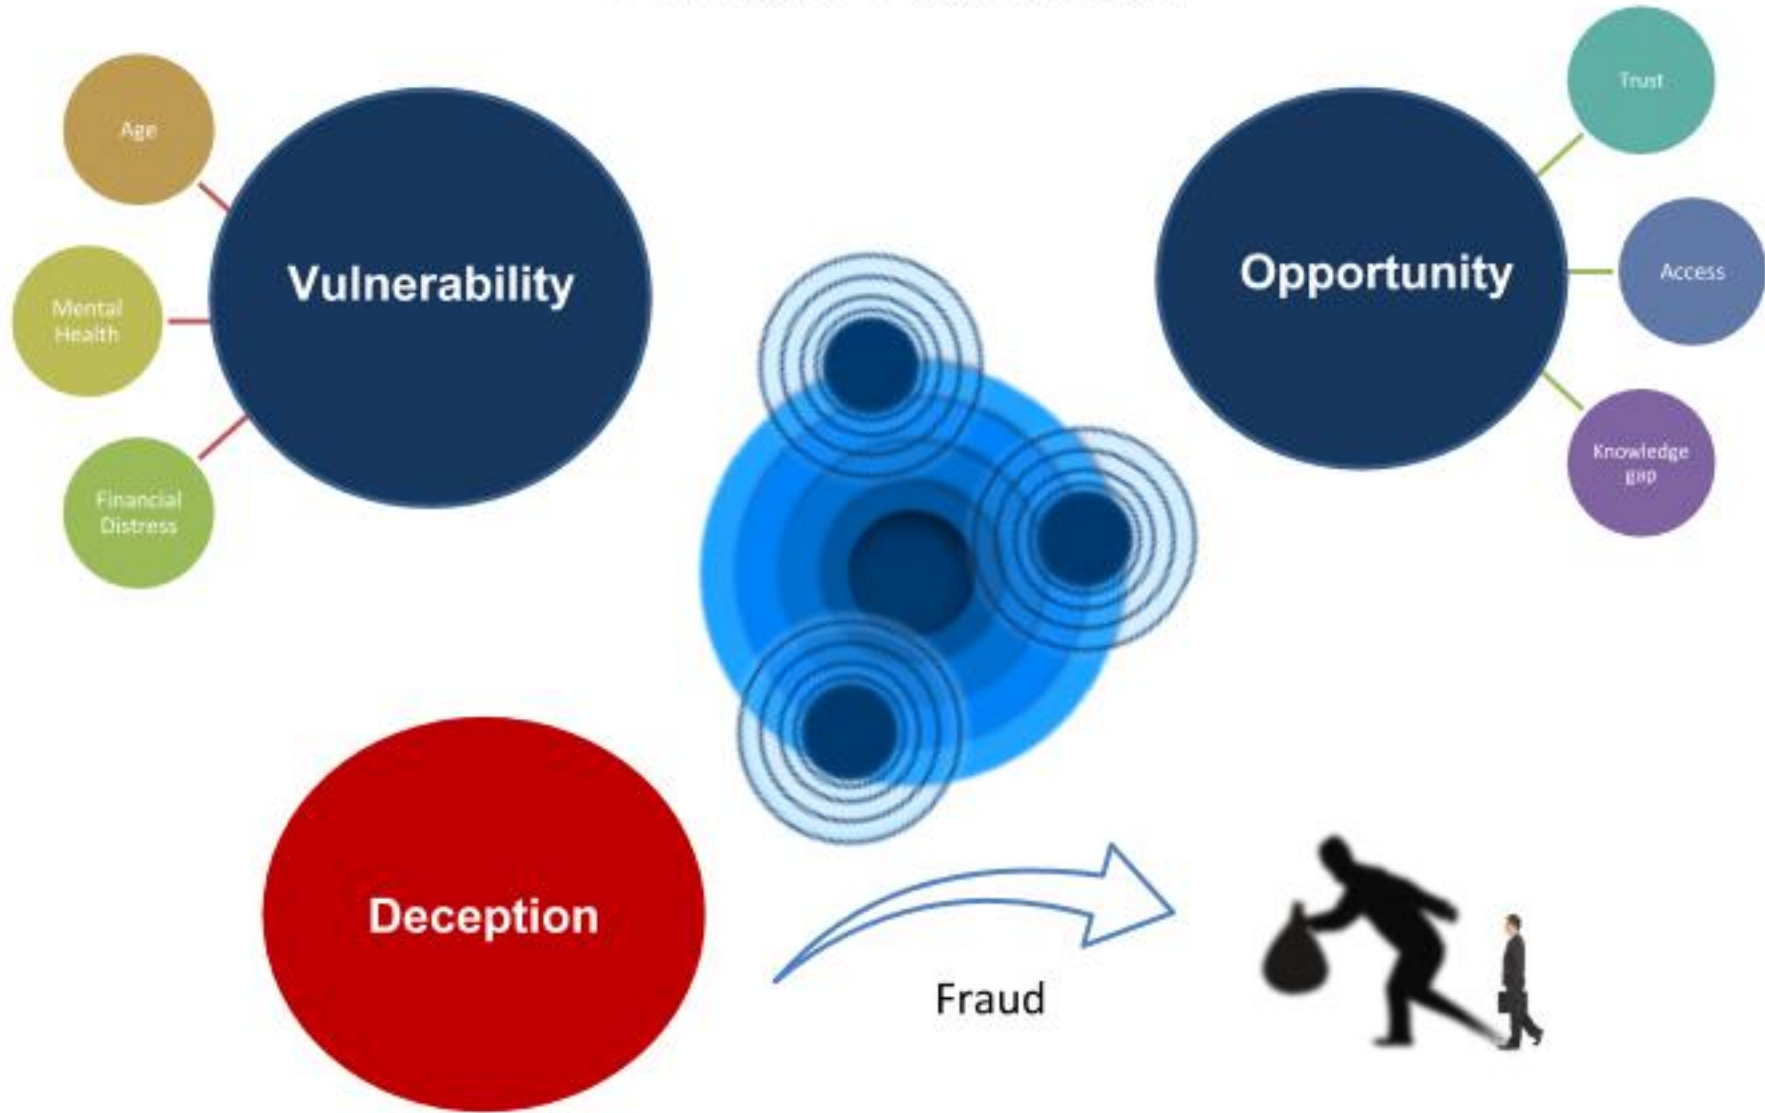 Age
Vulnerability
Mental
Health
Financial
Distress
Trust
Opportunity
Access
Knowledge
gap
Deception
Fraud